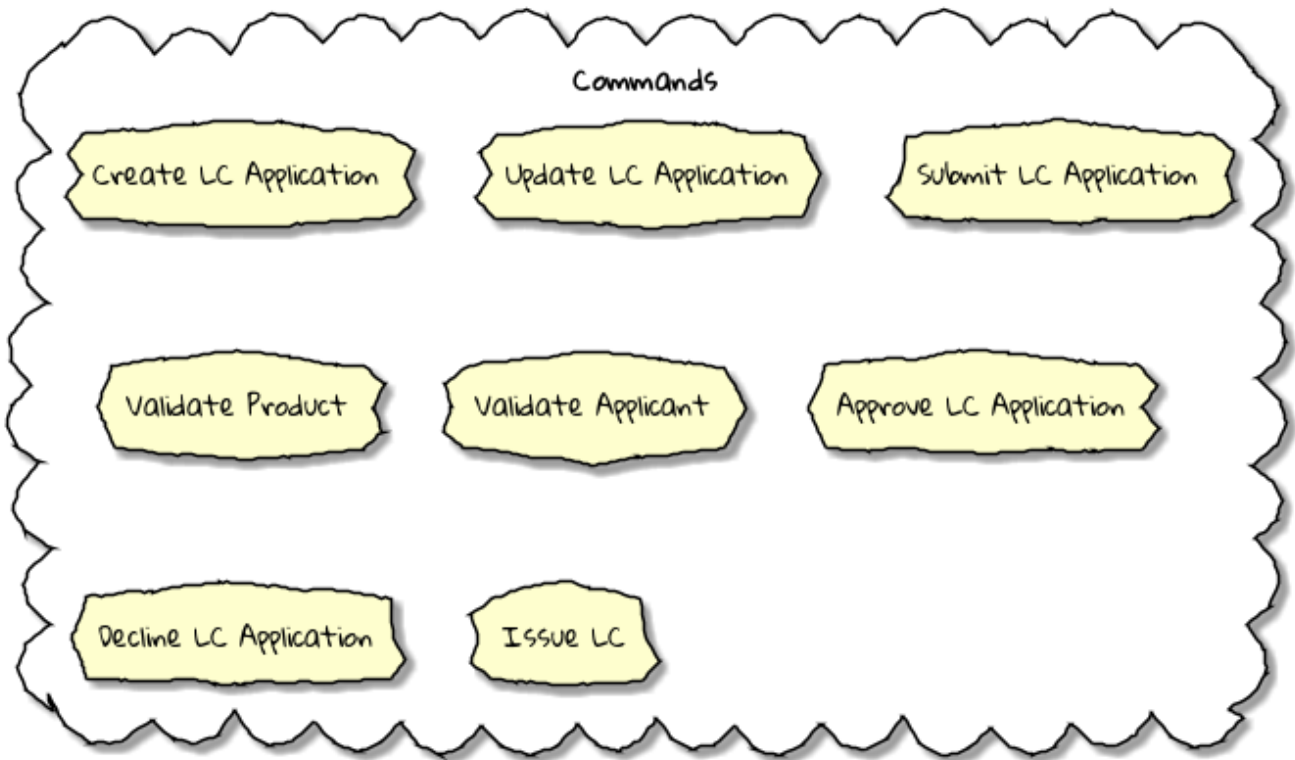 Commands
Create LC Application
Update LC Application
Submit LC Application
Validate Product
Validate Applicant
Approve LC Application
Decline LC Application
Issue LC